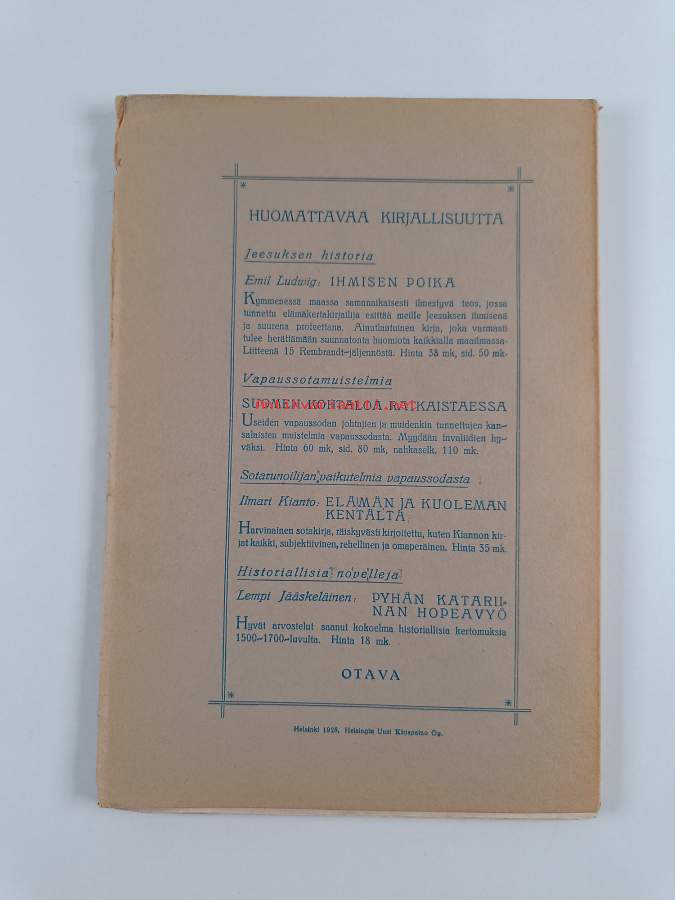 HUOMATTAVAA KIRJALLISUUTTA
Jeesuksen historia
Emil Ludwig: IHMISEN POIKA
Kymmenessä maassa samanaikaisesti ilmestyvä teos, jossa
tunnettu elämäkertakirjailija esittää meille Jeesuksen ihmisenä
ja suurena profeettana. Ainutlaatuinen kirja, joka varmasti
tulee herättämään suunnatonta huomiota kaikkialla maailmassa.
Liitteenä 15 Rembrandt-jäljennöstä. Hinta 38 mk, sid. 50 mk.
Vapaussotamuistelmia
SUOMEN KOHTALOA RATKAISTAESSA
Useiden vapaussodan johtajien ja muidenkin tunnettujen kan-
salaisten muistelmia vapaussodasta. Myydään invaliidien hy-
väksi. Hinta 60 mk, sid. 80 mk, nahkaselk. 110 mk.
Sotarunoilijan vaikutelmia vapaussodasta
Ilmari Kianto: ELÄMÄN JA KUOLEMAN
KENTÄLTÄ
Harvinainen sotakirja, räiskyvästi kirjoitettu, kuten Kiannon kir-
jat kaikki, subjektiivinen, rehellinen ja omaperäinen. Hinta 35 mk.
Historiallisia novelleja
Lempi Jääskeläinen: PYHÄN KATARII-
NAN HOPEAVYÖ
Hyvät arvostelut saanut kokoelma historiallisia kertomuksia
1500-1700-luvulta. Hinta 18 mk.
OTAVA
Helsinki 1928, Helsingin Uusi Kirjapaino Oy.